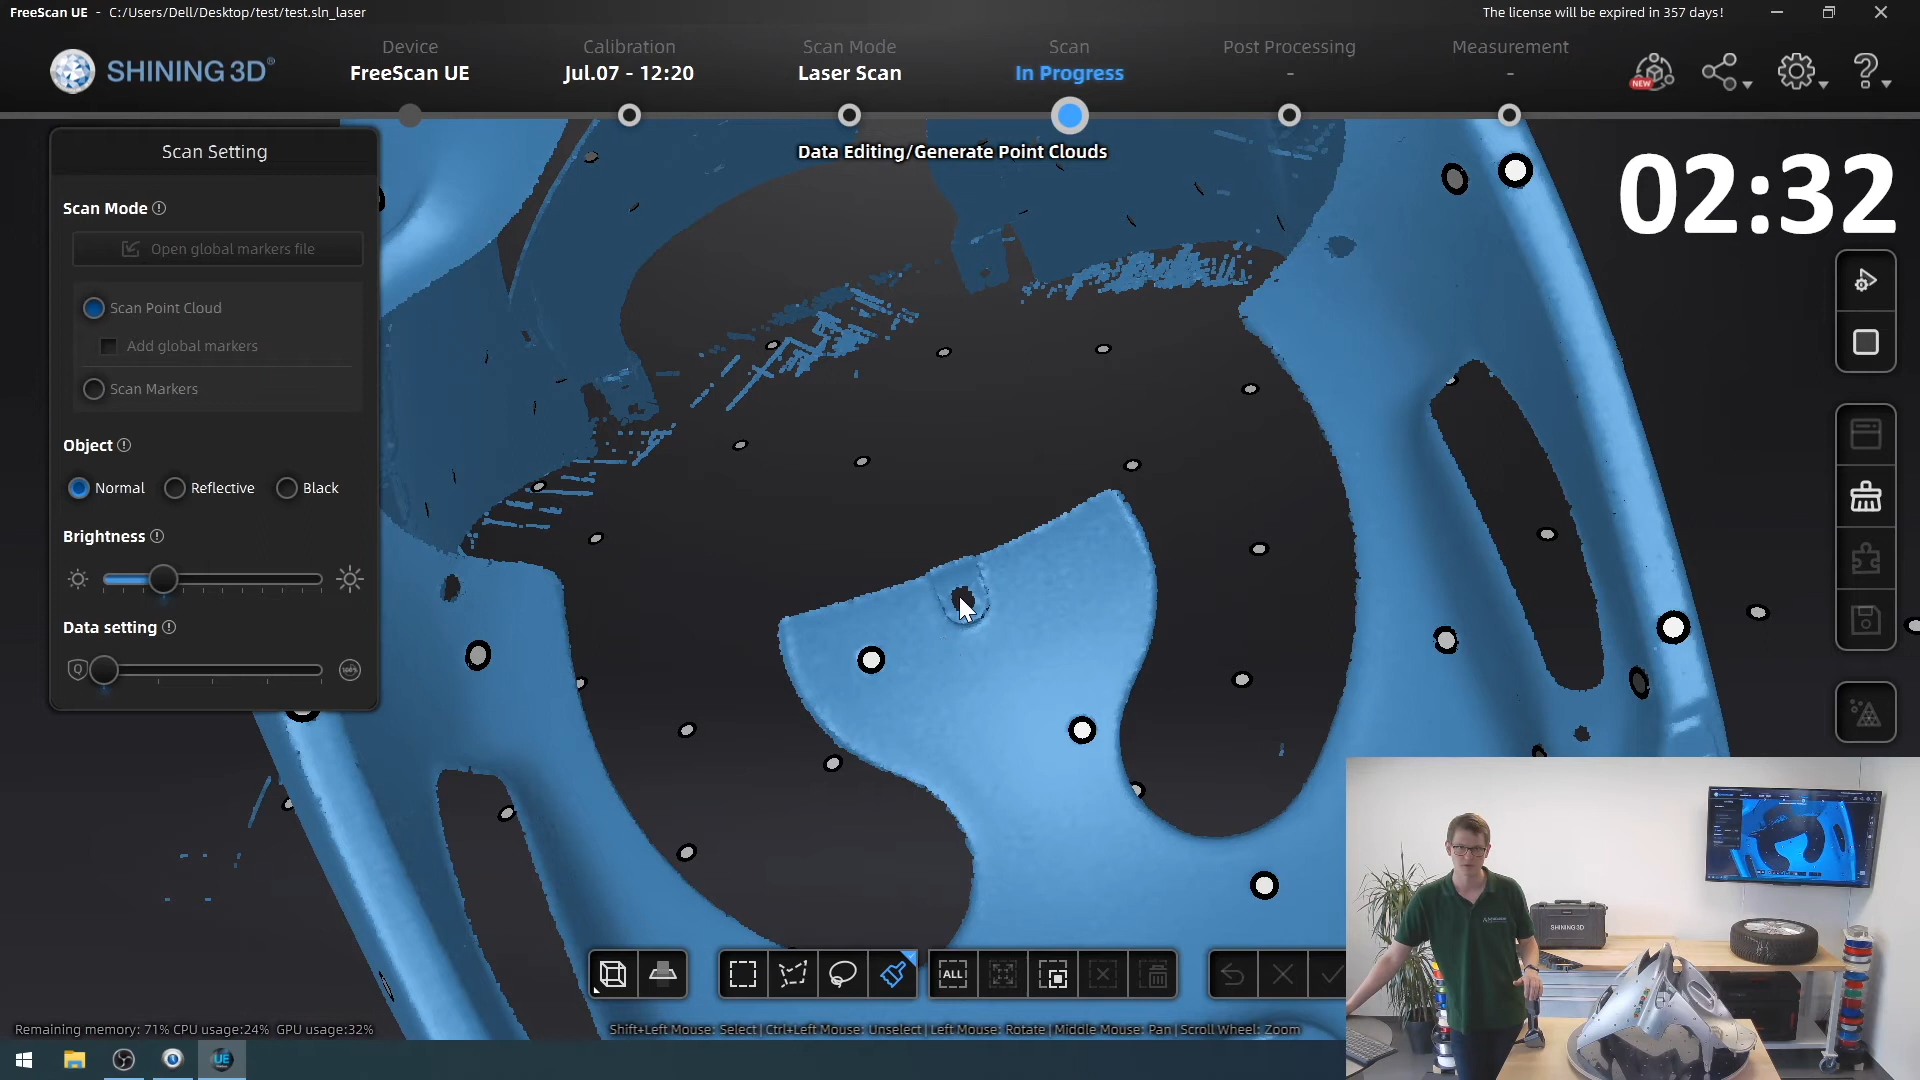 FreeScan UE - C:/Users/Dell/Desktop/test/test.sln_laser
The license will be expired in 357 days!
SHINING 3D®
Device
FreeScan UE
Calibration
Jul.07 - 12:20
Scan Mode
Laser Scan
Scan
In Progress
Post Processing
-
Measurement
-
NEW
Data Editing/Generate Point Clouds
02:32
Scan Setting
Scan Mode
Open global markers file
Scan Point Cloud
Add global markers
Scan Markers
Object
Normal
Reflective
Black
Brightness
Data setting
Q
ALL
SHINING 3D
Remaining memory: 71% CPU usage:24% GPU usage:32%
Shift+Left Mouse: Select | Ctrl+Left Mouse: Unselect | Left Mouse: Rotate | Middle Mouse: Pan | Scroll Wheel: Zoom
UE